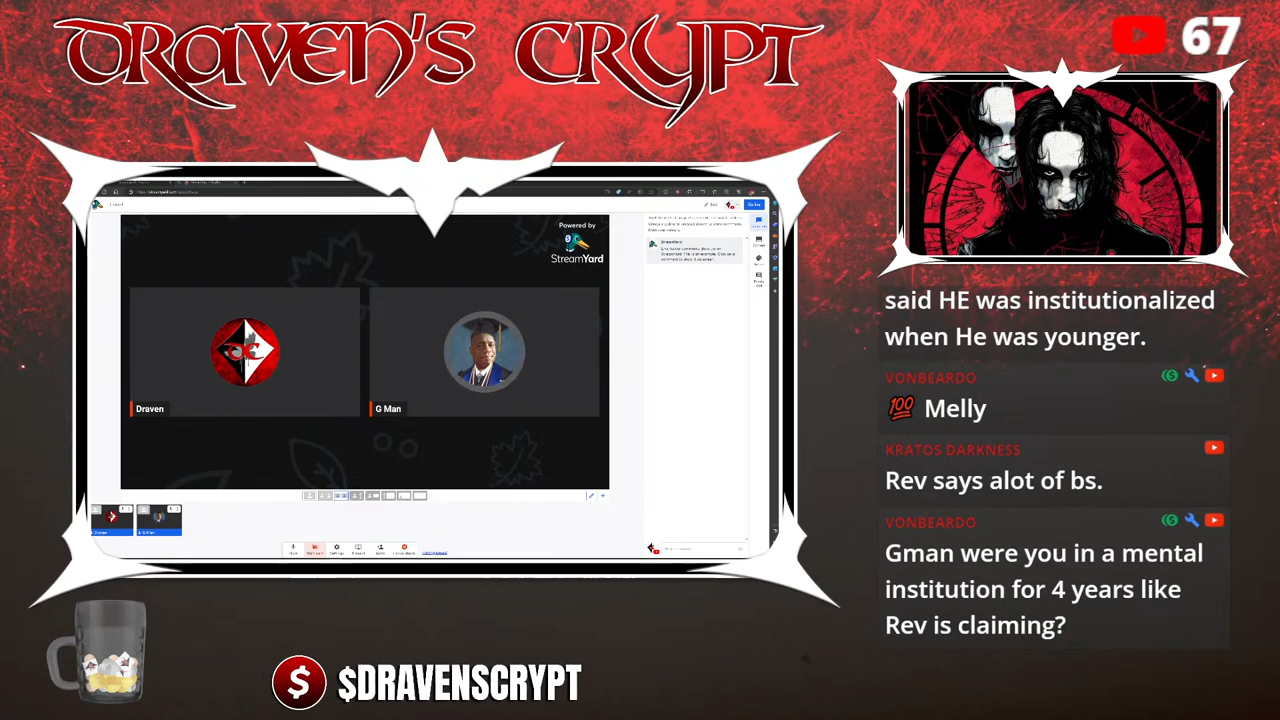 DRAVEN'S CRYPT
67
Powered by
StreamYard
Draven
G Man
said HE was institutionalized
when He was younger.
VONBEARDO
💯 Melly
KRATOS DARKNESS
Rev says alot of bs.
VONBEARDO
Gman were you in a mental
institution for 4 years like
Rev is claiming?
$ $DRAVENSCRYPT